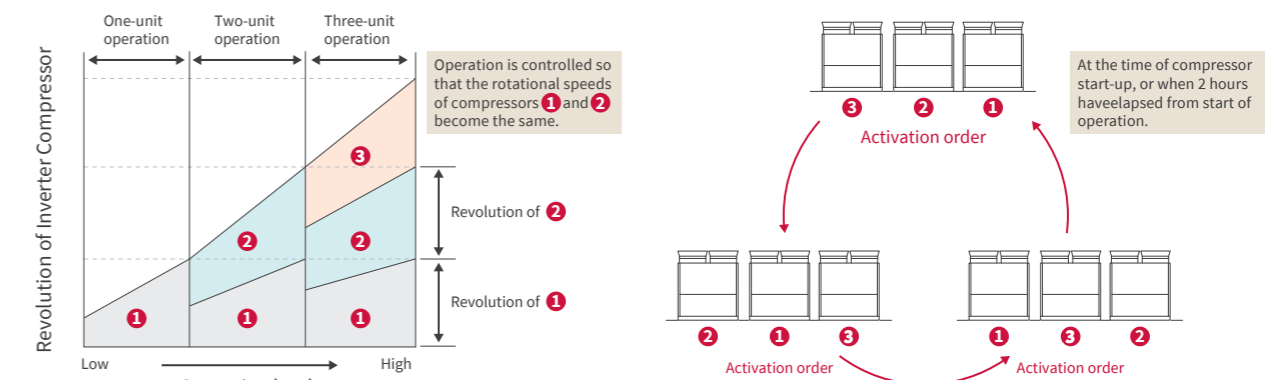 One-unit
operation
Two-unit
operation
Three-unit
operation
Revolution of Inverter Compressor
Operation is controlled so
that the rotational speeds
of compressors 1 and 2
become the same.
3
2
2
1
1
1
Revolution of 2
Revolution of 1
Low
High
3 2 1
Activation order
At the time of compressor
start-up, or when 2 hours
haveelapsed from start of
operation.
2 1 3
Activation order
1 3 2
Activation order